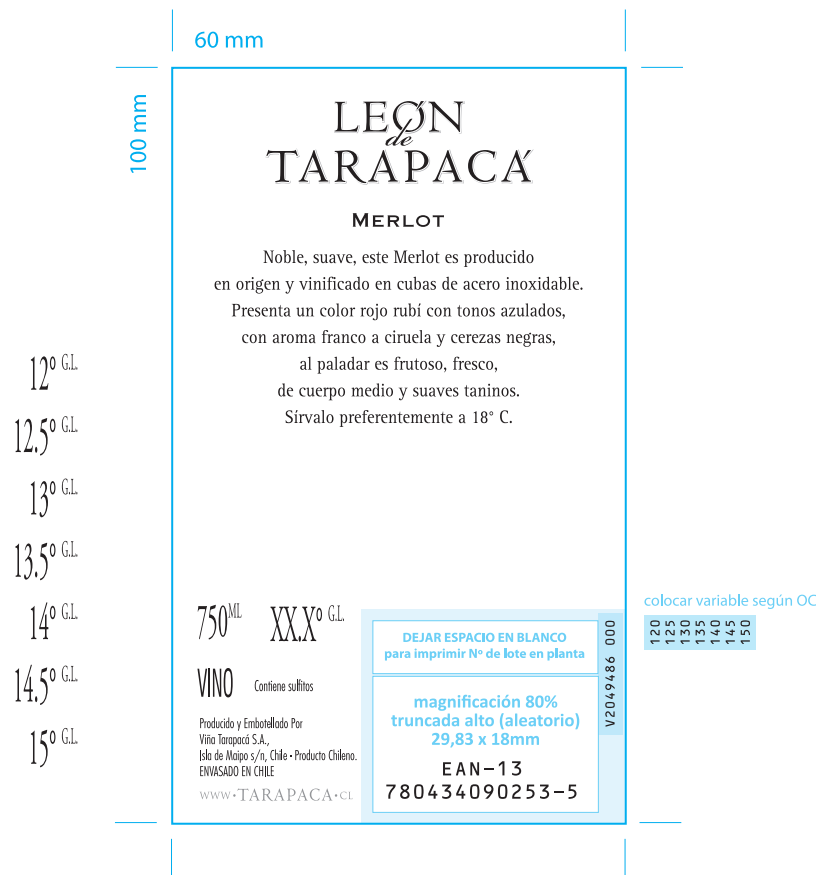 60 mm
100 mm
LEÓN
de
TARAPACÁ
MERLOT
Noble, suave, este Merlot es producido
en origen y vinificado en cubas de acero inoxidable.
Presenta un color rojo rubí con tonos azulados,
con aroma franco a ciruela y cerezas negras,
al paladar es frutoso, fresco,
de cuerpo medio y suaves taninos.
Sírvalo preferentemente a 18° C.
12° G.L.
12.5° G.L.
13° G.L.
13.5° G.L.
14° G.L.
14.5° G.L.
15° G.L.
750 ML XX.X° G.L.
VINO Contiene sulfitos
Producido y Embotellado Por
Viña Tarapacá S.A.,
Isla de Maipo s/n, Chile • Producto Chileno.
ENVASADO EN CHILE
WWW•TARAPACA•CL
DEJAR ESPACIO EN BLANCO
para imprimir Nº de lote en planta
magnificación 80%
truncada alto (aleatorio)
29,83 x 18mm
EAN-13
780434090253-5
V2049486 000
colocar variable según OC
120
125
130
135
140
145
150